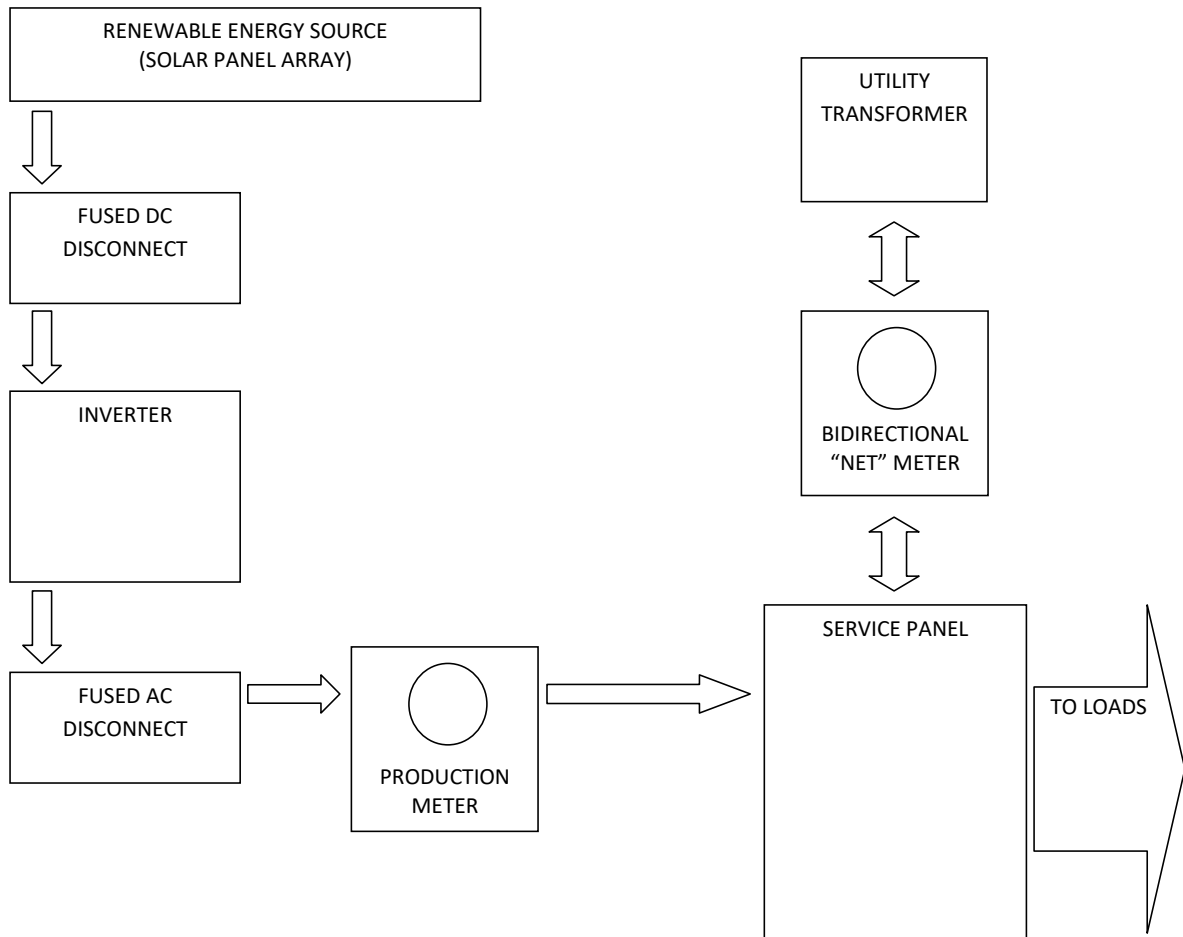 RENEWABLE ENERGY SOURCE
(SOLAR PANEL ARRAY)
UTILITY
TRANSFORMER
FUSED DC
DISCONNECT
INVERTER
BIDIRECTIONAL
“NET” METER
FUSED AC
DISCONNECT
PRODUCTION
METER
SERVICE PANEL
TO LOADS